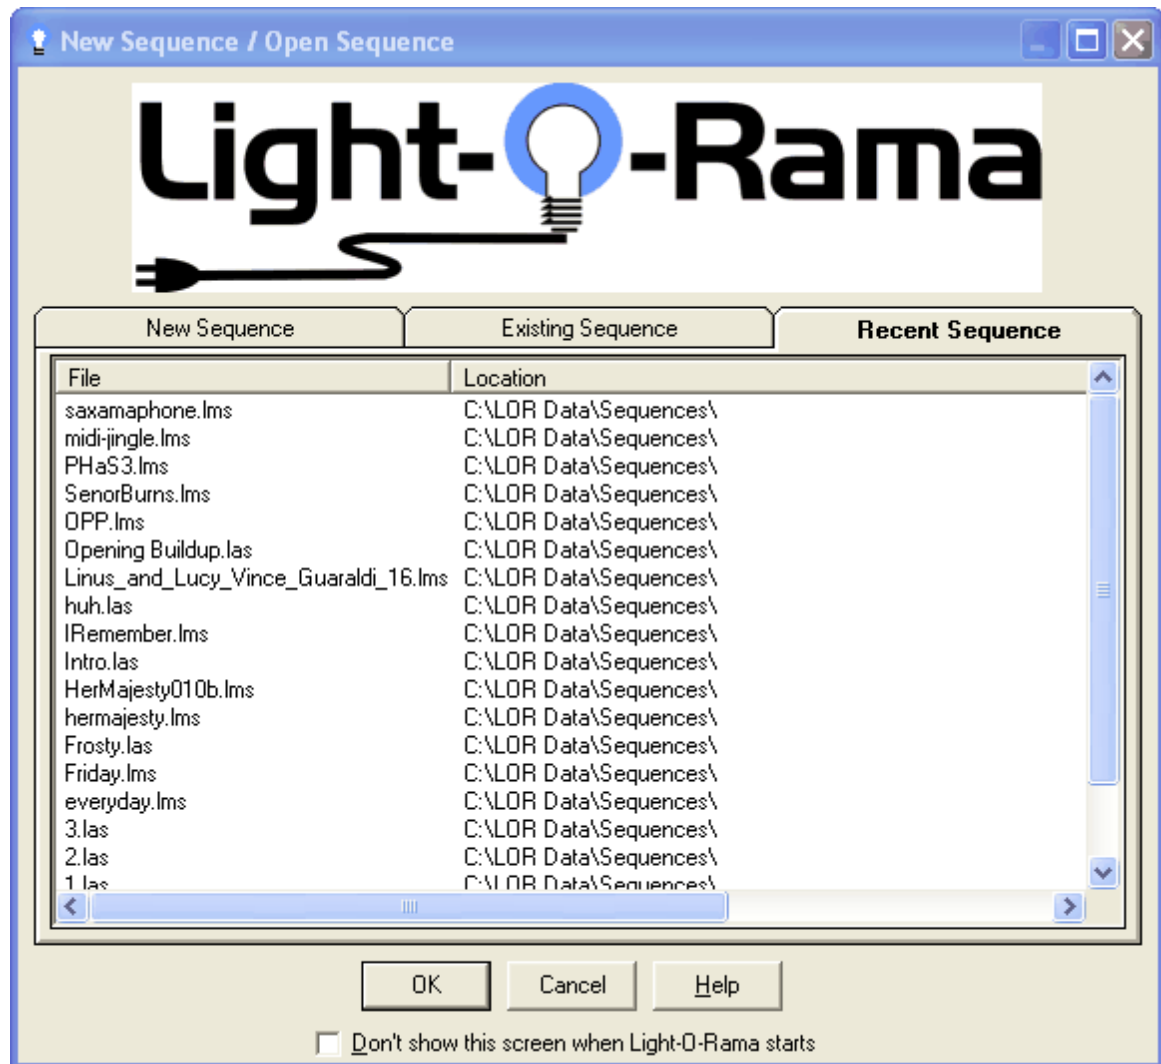 New Sequence / Open Sequence
Light-O-Rama
New Sequence Existing Sequence Recent Sequence
File Location
saxamaphone.lms C:\LOR Data\Sequences\
midi-jingle.lms C:\LOR Data\Sequences\
PHaS3.lms C:\LOR Data\Sequences\
SenorBurns.lms C:\LOR Data\Sequences\
OPP.lms C:\LOR Data\Sequences\
Opening Buildup.las C:\LOR Data\Sequences\
Linus_and_Lucy_Vince_Guaraldi_16.lms C:\LOR Data\Sequences\
huh.las C:\LOR Data\Sequences\
IRemember.lms C:\LOR Data\Sequences\
Intro.las C:\LOR Data\Sequences\
HerMajesty010b.lms C:\LOR Data\Sequences\
hermajesty.lms C:\LOR Data\Sequences\
Frosty.las C:\LOR Data\Sequences\
Friday.lms C:\LOR Data\Sequences\
everyday.lms C:\LOR Data\Sequences\
3.las C:\LOR Data\Sequences\
2.las C:\LOR Data\Sequences\
1.las C:\LOR Data\Sequences\
OK Cancel Help
Don't show this screen when Light-O-Rama starts